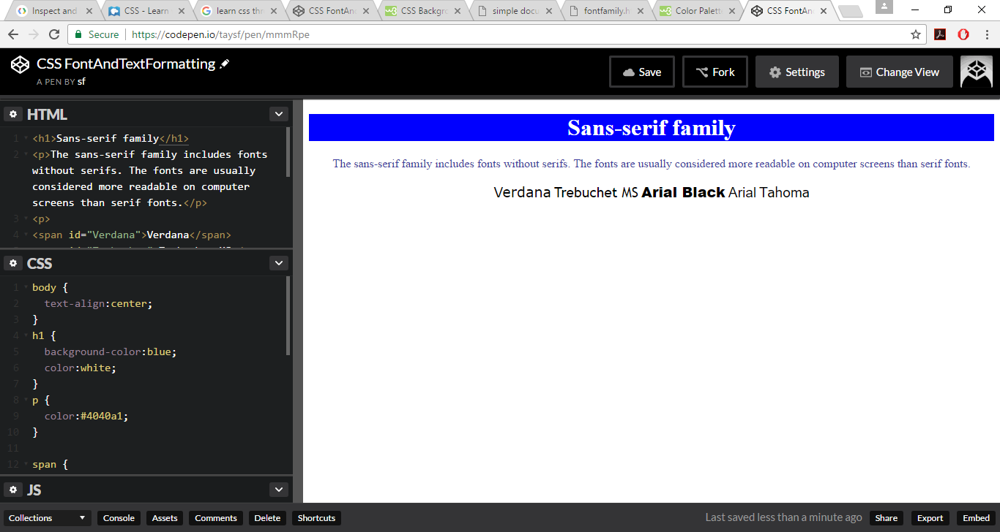 Inspect and
CSS - Learn
learn css thr
CSS FontAn
CSS Backgro
simple docu
fontfamily.h
Color Palette
CSS FontAn
Secure https://codepen.io/taysf/pen/mmmRpe
CSS FontAndTextFormatting
A PEN BY sf
Save
Fork
Settings
Change View
HTML
1 <h1>Sans-serif family</h1>
2 <p>The sans-serif family includes fonts
without serifs. The fonts are usually
considered more readable on computer
screens than serif fonts.</p>
3 <p>
4 <span id="Verdana">Verdana</span>
CSS
1 body {
2 text-align:center;
3 }
4 h1 {
5 background-color:blue;
6 color:white;
7 }
8 p {
9 color:#4040a1;
10 }
11
12 span {
JS
Sans-serif family
The sans-serif family includes fonts without serifs. The fonts are usually considered more readable on computer screens than serif fonts.
Verdana Trebuchet MS Arial Black Arial Tahoma
Collections
Console
Assets
Comments
Delete
Shortcuts
Last saved less than a minute ago
Share
Export
Embed